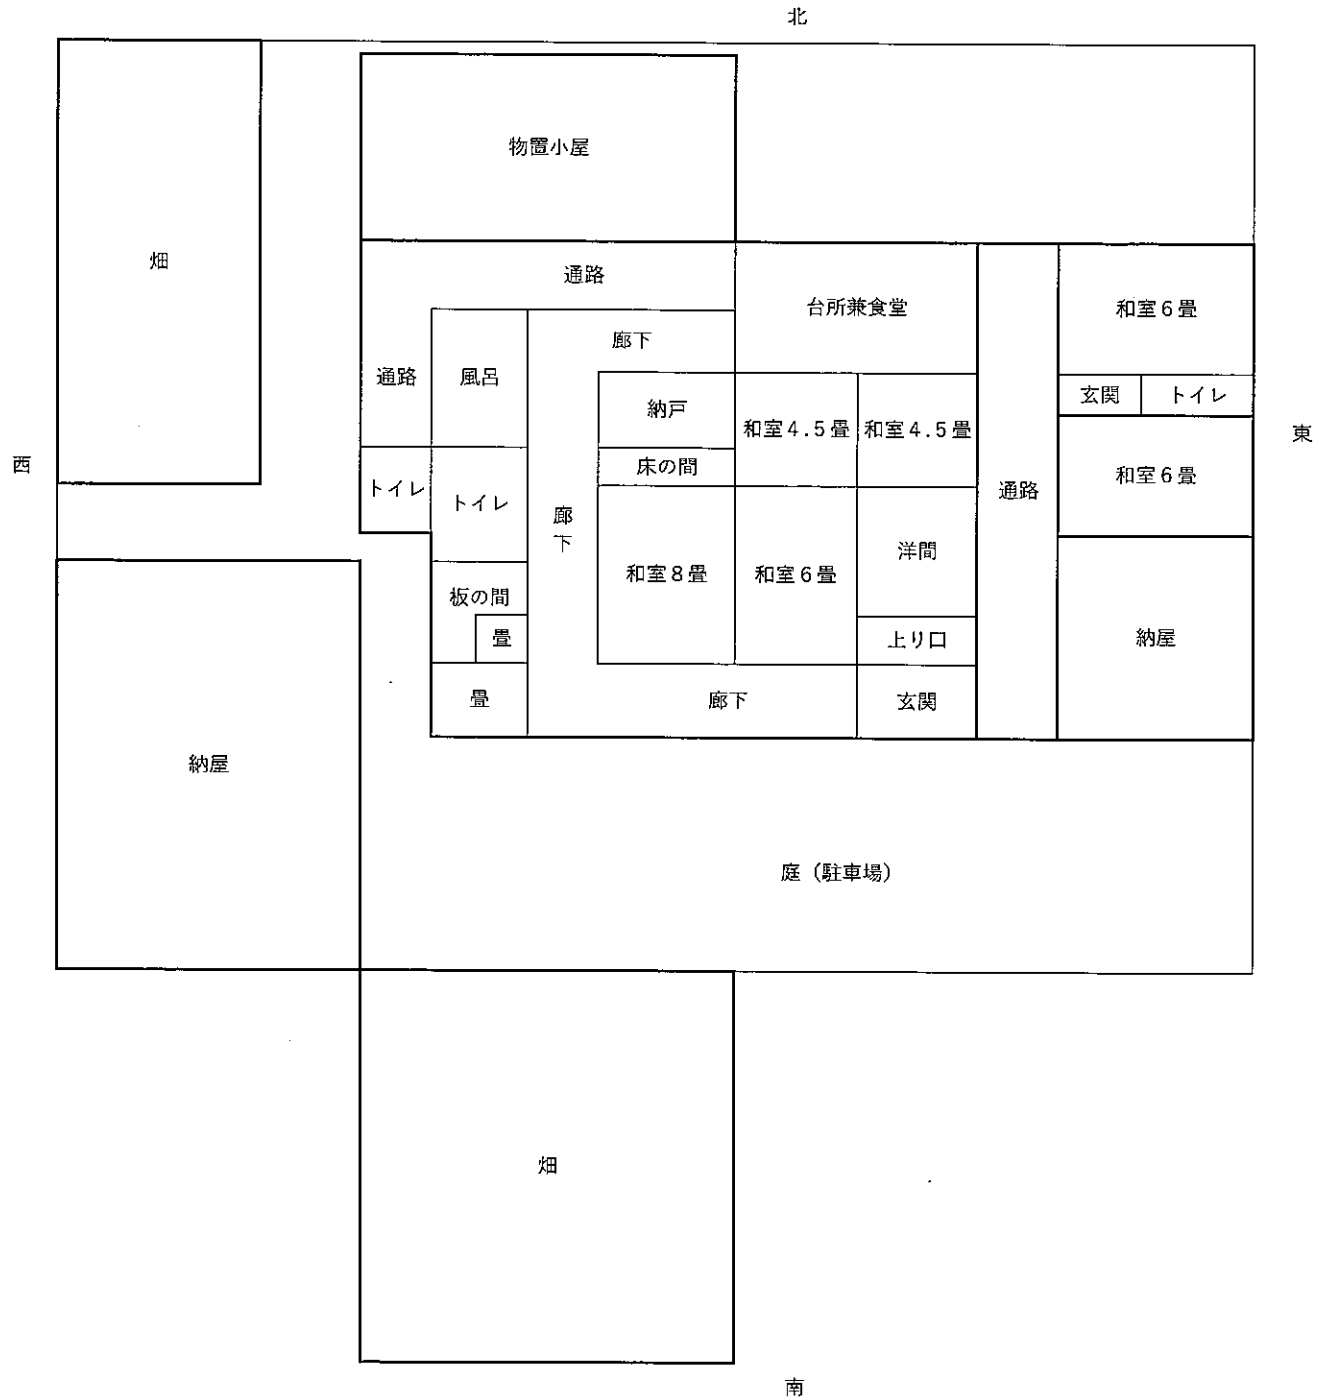 北
物置小屋
畑
通路
台所兼食堂
和室6畳
廊下
通路
風呂
玄関
トイレ
納戸
和室4.5畳
和室4.5畳
東
西
床の間
和室6畳
トイレ
トイレ
通路
廊下
洋間
和室8畳
和室6畳
板の間
畳
上り口
納屋
畳
廊下
玄関
納屋
庭（駐車場）
畑
南